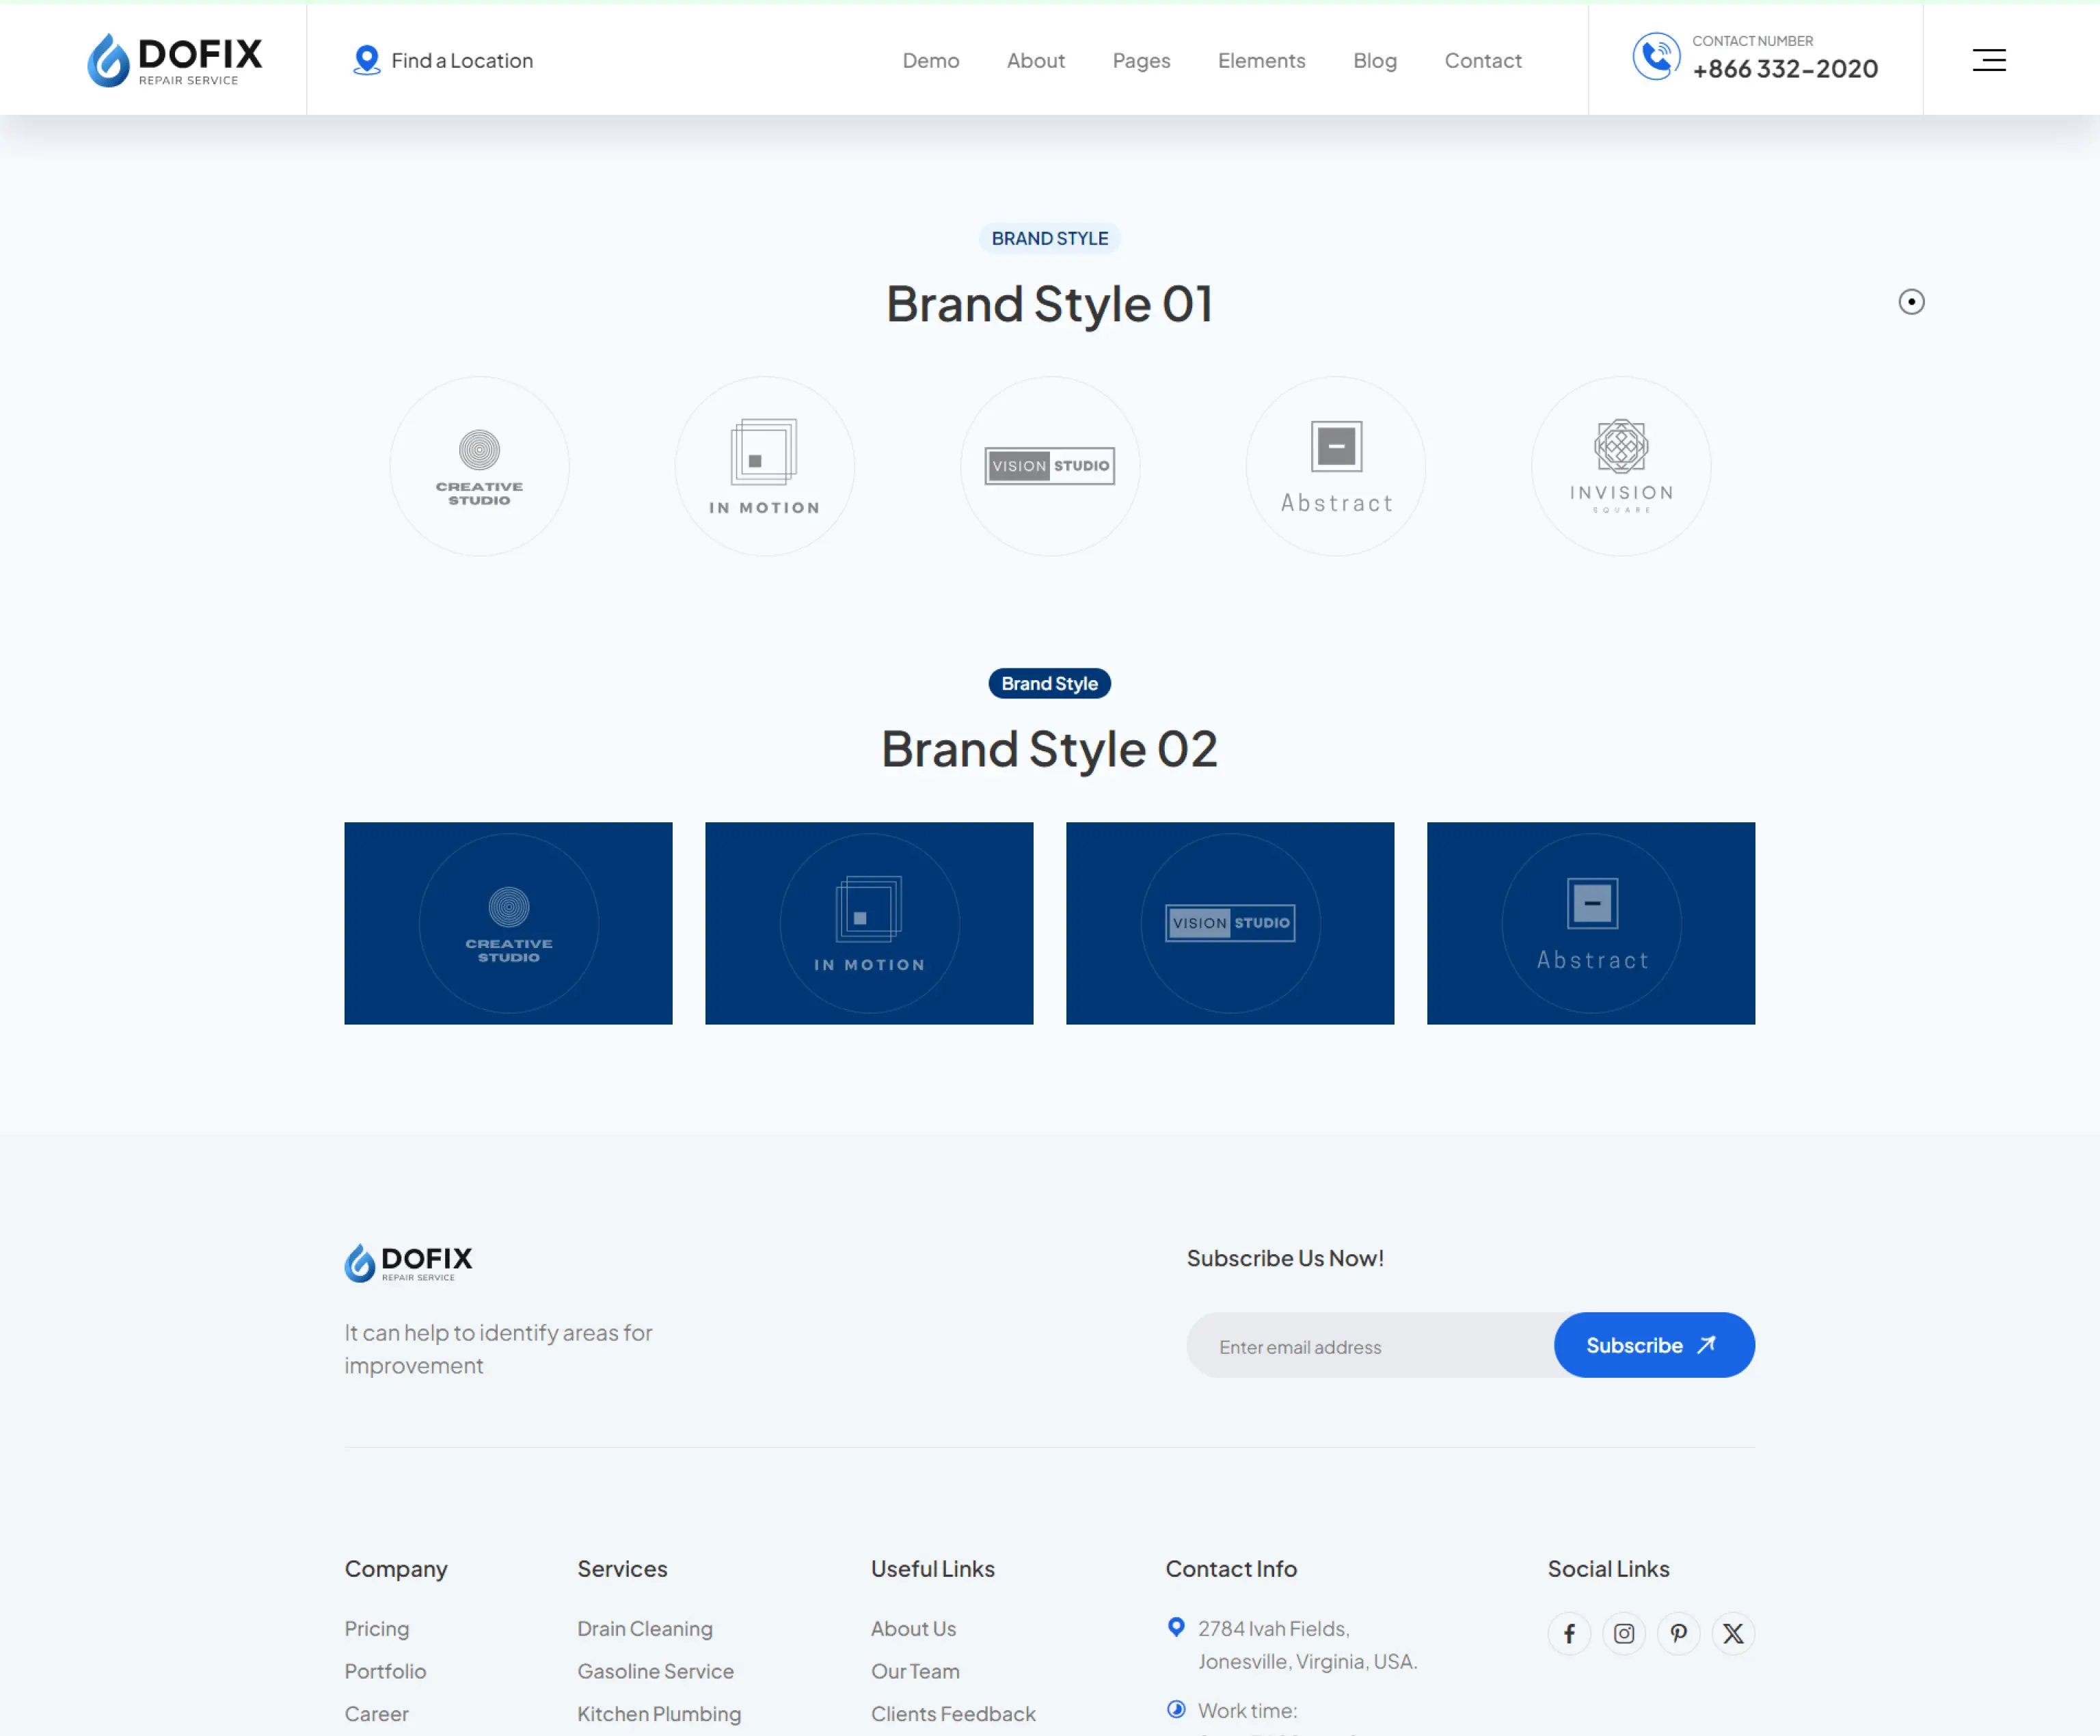 DOFIX
REPAIR SERVICE
Find a Location
Demo
About
Pages
Elements
Blog
Contact
CONTACT NUMBER
+866 332-2020
BRAND STYLE
Brand Style 01
CREATIVE
STUDIO
IN MOTION
VISION STUDIO
Abstract
INVISION
SQUARE
Brand Style
Brand Style 02
CREATIVE
STUDIO
IN MOTION
VISION STUDIO
Abstract
DOFIX
REPAIR SERVICE
It can help to identify areas for
improvement
Subscribe Us Now!
Enter email address
Subscribe
Company
Pricing
Portfolio
Career
Services
Drain Cleaning
Gasoline Service
Kitchen Plumbing
Useful Links
About Us
Our Team
Clients Feedback
Contact Info
2784 Ivah Fields,
Jonesville, Virginia, USA.
Work time:
Social Links